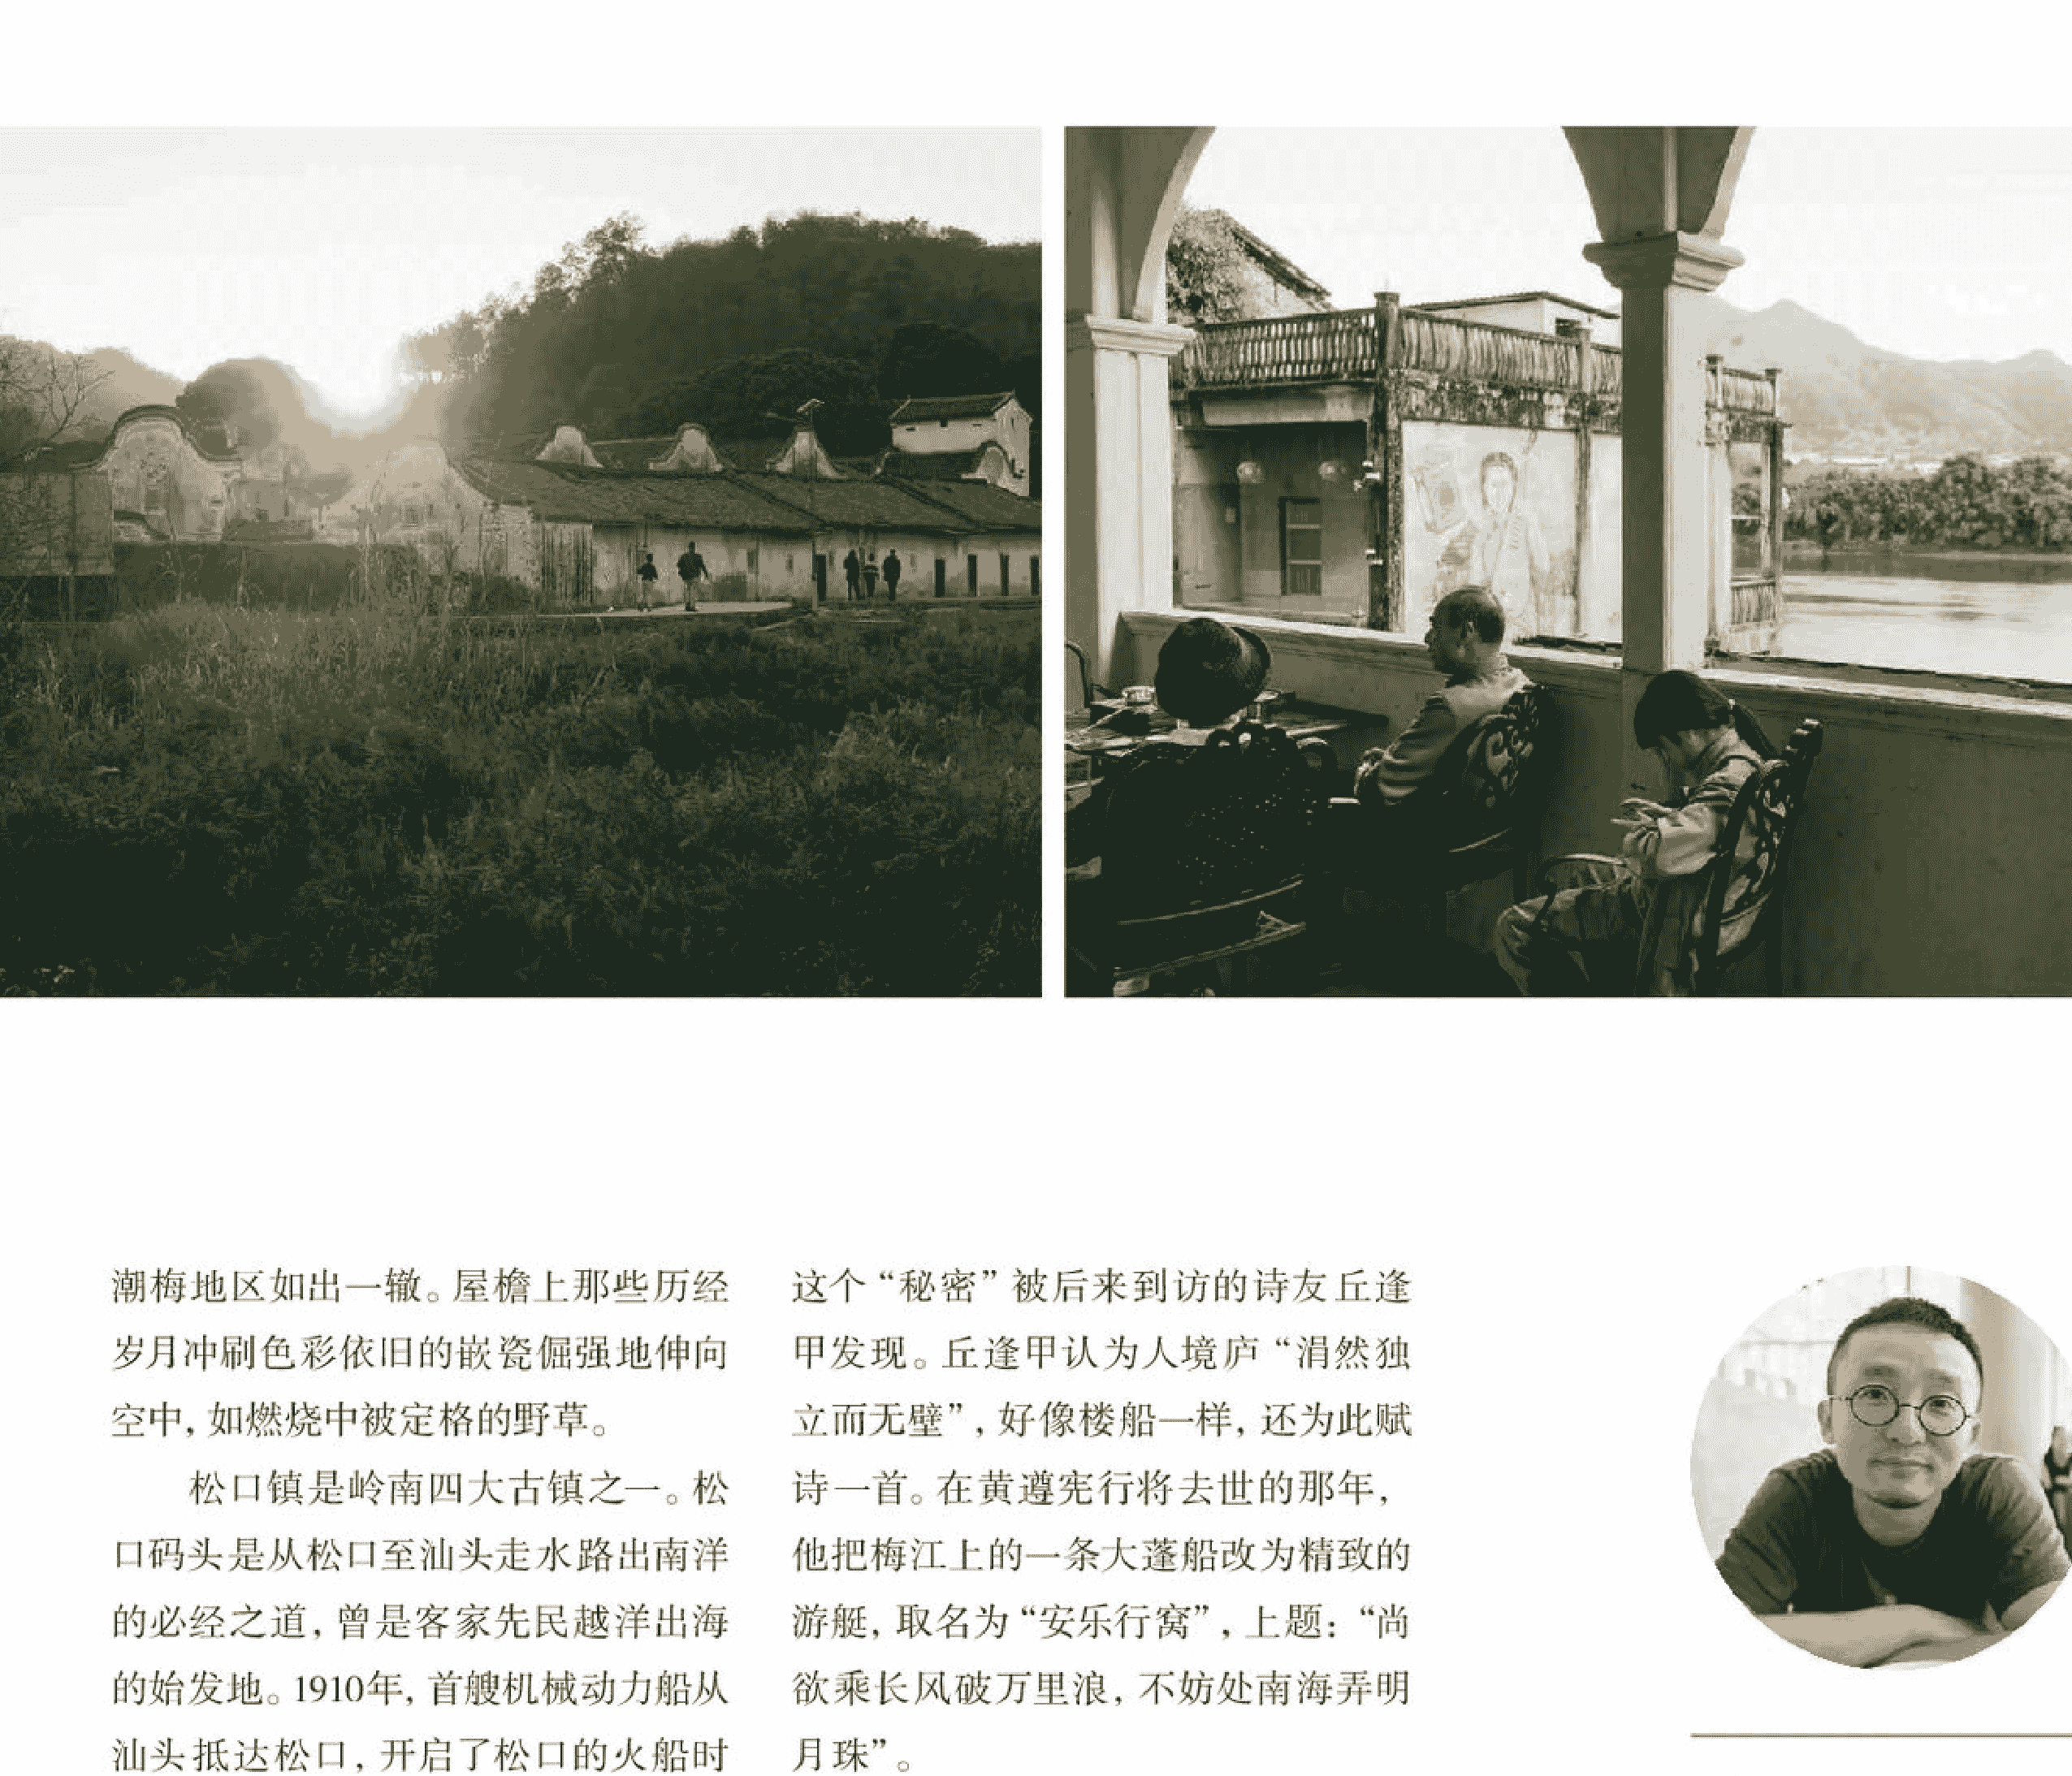 潮梅地区如出一辙。屋檐上那些历经
岁月冲刷色彩依旧的嵌瓷倔强地伸向
空中，如燃烧中被定格的野草。
松口镇是岭南四大古镇之一。松
口码头是从松口至汕头走水路出南洋
的必经之道，曾是客家先民越洋出海
的始发地。1910年，首艘机械动力船从
汕头抵达松口，开启了松口的火船时
这个“秘密”被后来到访的诗友丘逢
甲发现。丘逢甲认为人境庐“涓然独
立而无壁”，好像楼船一样，还为此赋
诗一首。在黄遵宪行将去世的那年，
他把梅江上的一条大蓬船改为精致的
游艇，取名为“安乐行窝”，上题：“尚
欲乘长风破万里浪，不妨处南海弄明
月珠”。